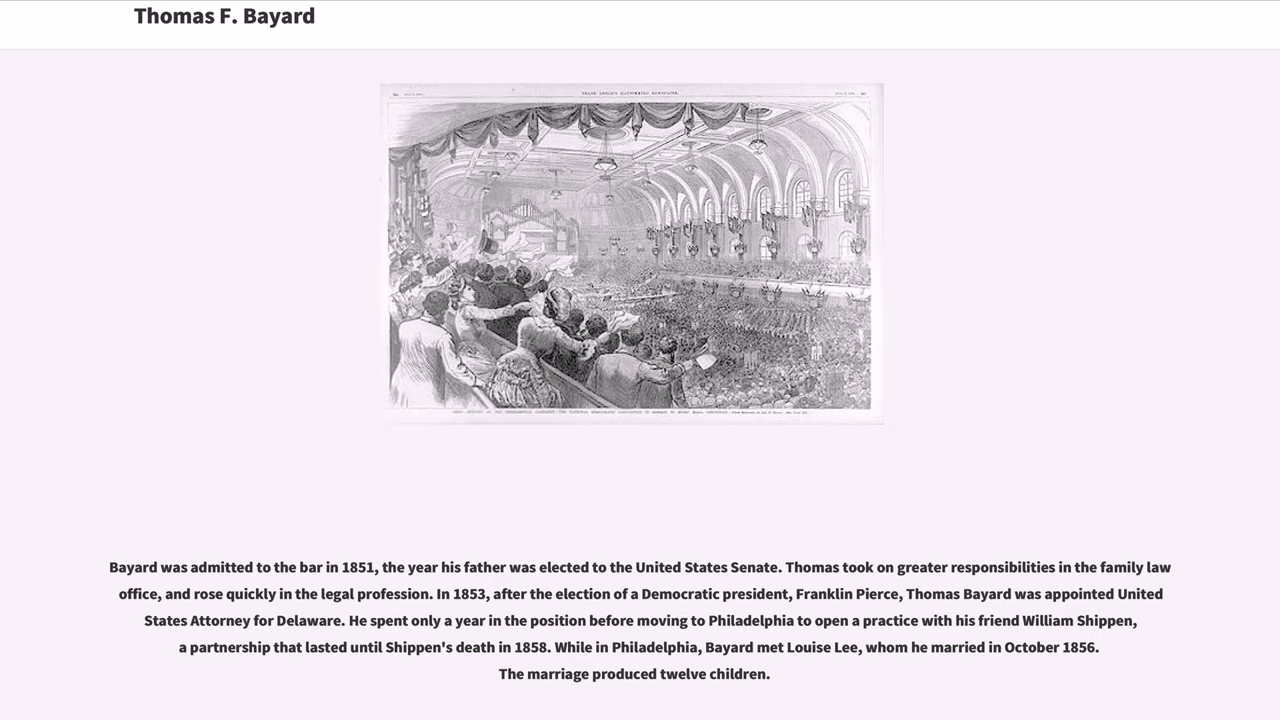 Thomas F. Bayard
FRANK LESLIE'S ILLUSTRATED NEWSPAPER.
Bayard was admitted to the bar in 1851, the year his father was elected to the United States Senate. Thomas took on greater responsibilities in the family law
office, and rose quickly in the legal profession. In 1853, after the election of a Democratic president, Franklin Pierce, Thomas Bayard was appointed United
States Attorney for Delaware. He spent only a year in the position before moving to Philadelphia to open a practice with his friend William Shippen,
a partnership that lasted until Shippen's death in 1858. While in Philadelphia, Bayard met Louise Lee, whom he married in October 1856.
The marriage produced twelve children.